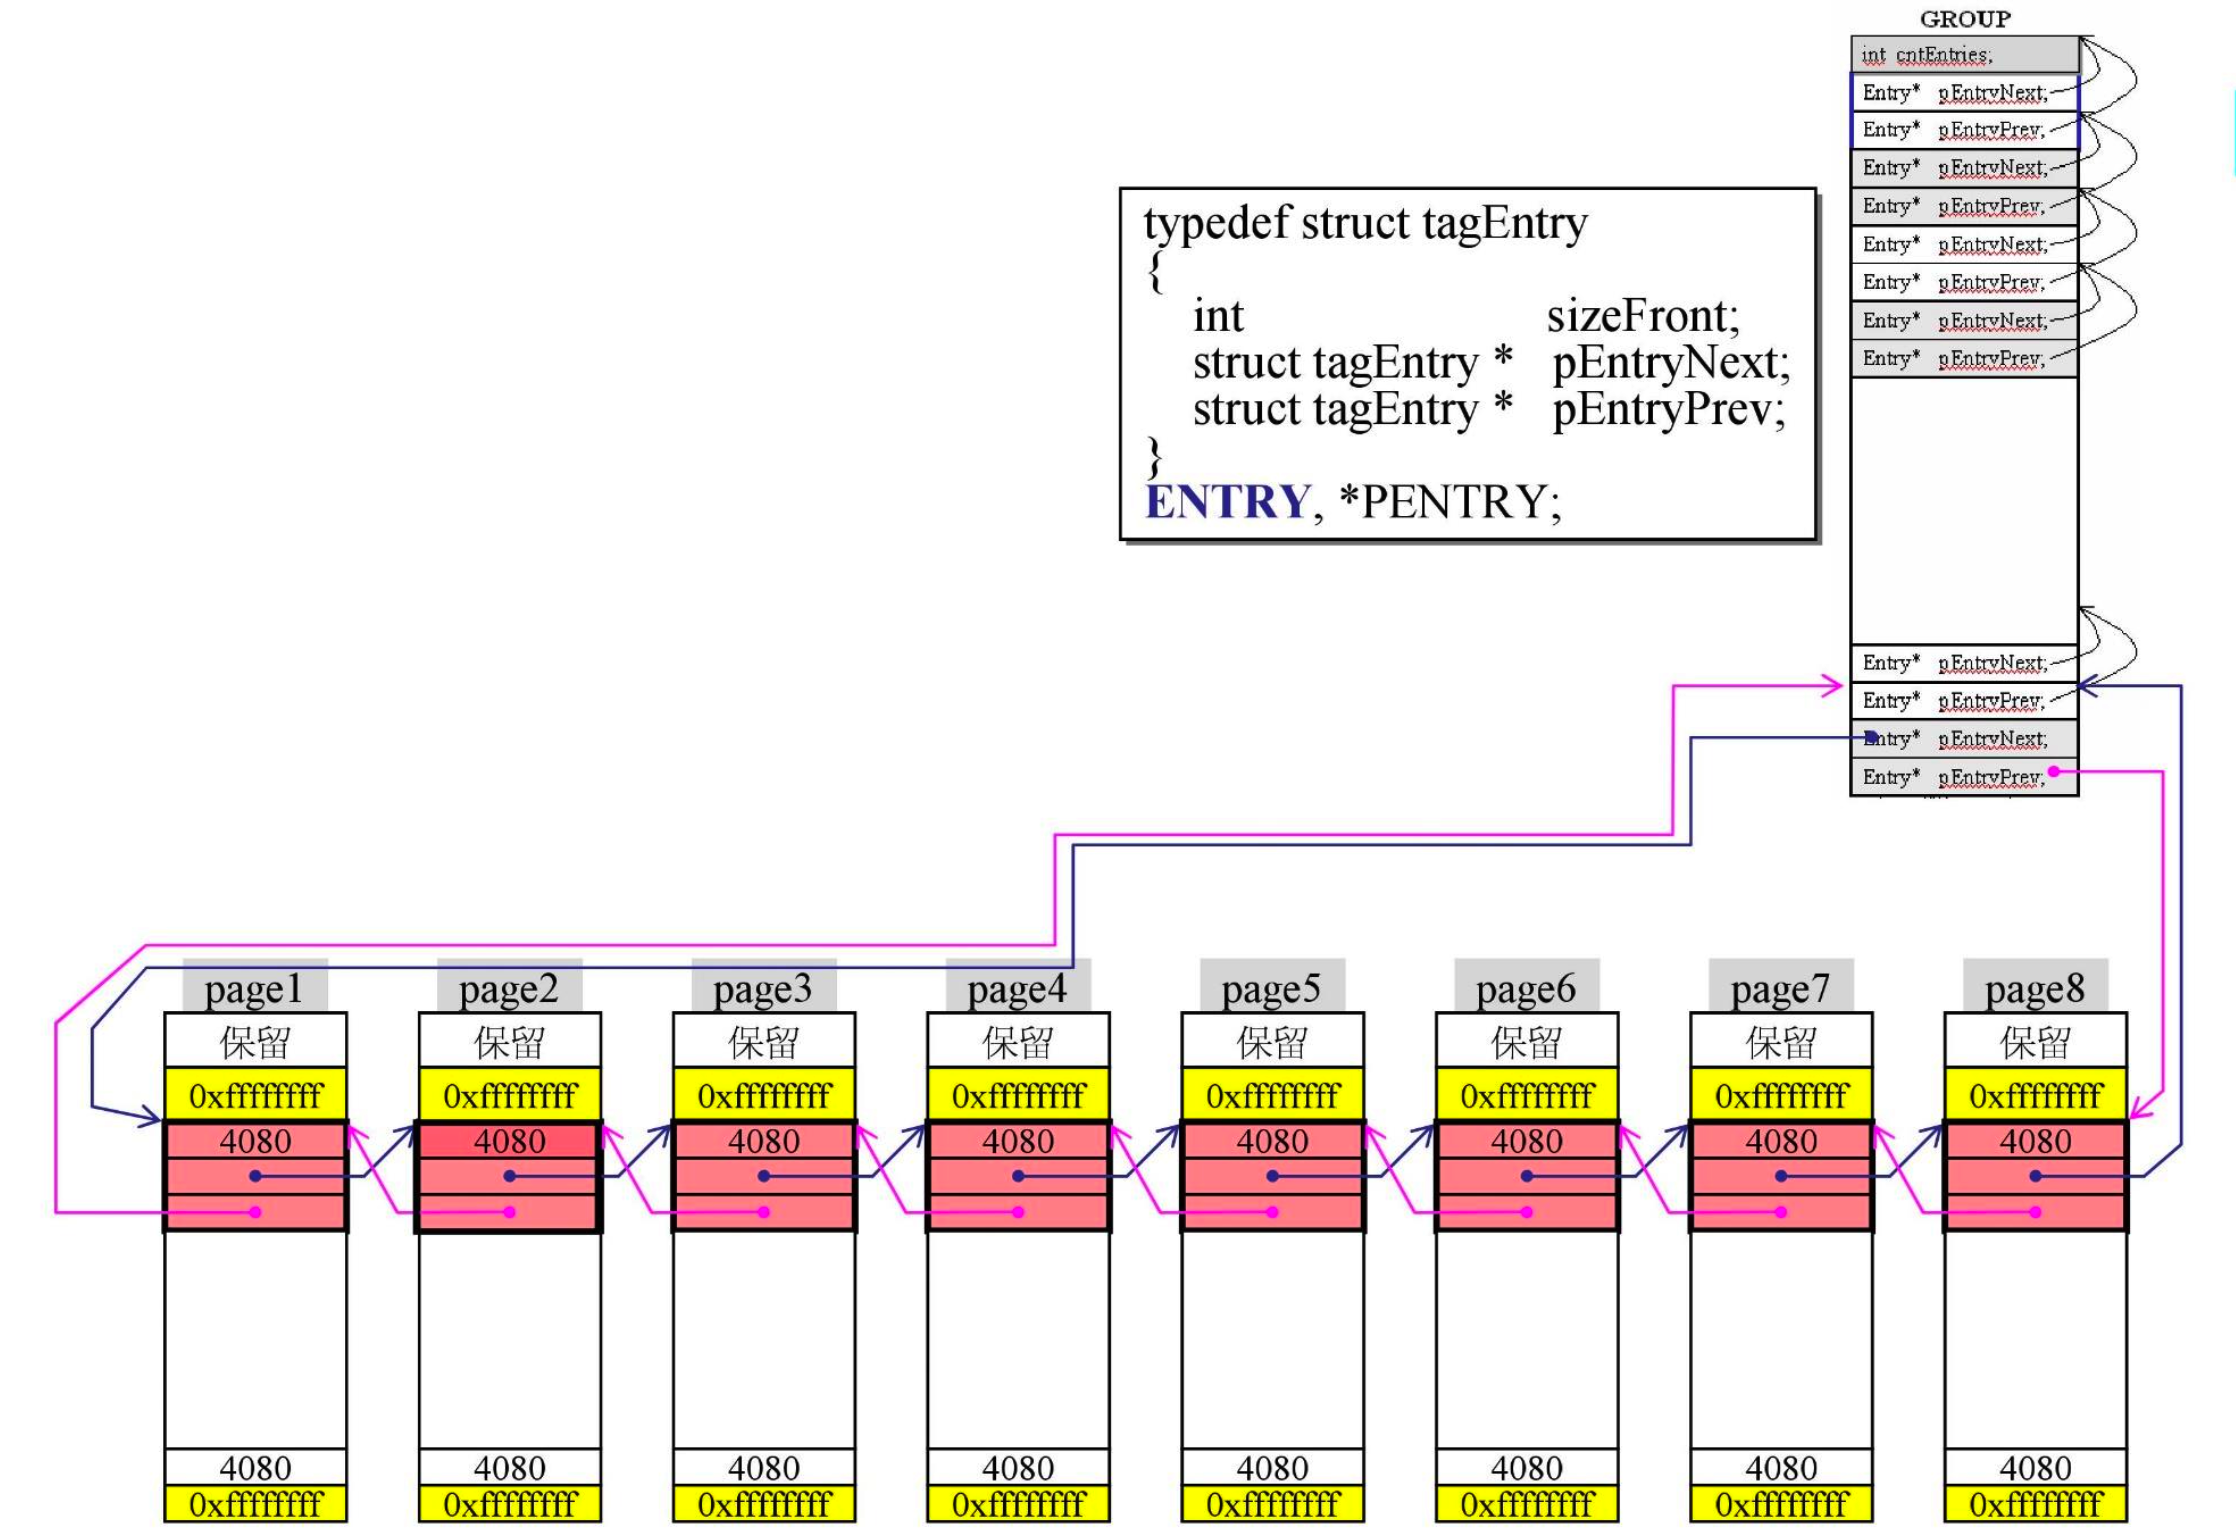 GROUP
int cntEntries;
Entry* pEntryNext;
Entry* pEntryPrev;
Entry* pEntryNext;
Entry* pEntryPrev;
Entry* pEntryNext;
Entry* pEntryPrev;
Entry* pEntryNext;
Entry* pEntryPrev;
Entry* pEntryNext;
Entry* pEntryPrev;
Entry* pEntryNext;
Entry* pEntryPrev;
typedef struct tagEntry
{
int sizeFront;
struct tagEntry * pEntryNext;
struct tagEntry * pEntryPrev;
}
ENTRY, *PENTRY;
page1 page2 page3 page4 page5 page6 page7 page8
保留 保留 保留 保留 保留 保留 保留 保留
0xffffffff 0xffffffff 0xffffffff 0xffffffff 0xffffffff 0xffffffff 0xffffffff 0xffffffff
4080 4080 4080 4080 4080 4080 4080 4080
4080 4080 4080 4080 4080 4080 4080 4080
0xffffffff 0xffffffff 0xffffffff 0xffffffff 0xffffffff 0xffffffff 0xffffffff 0xffffffff